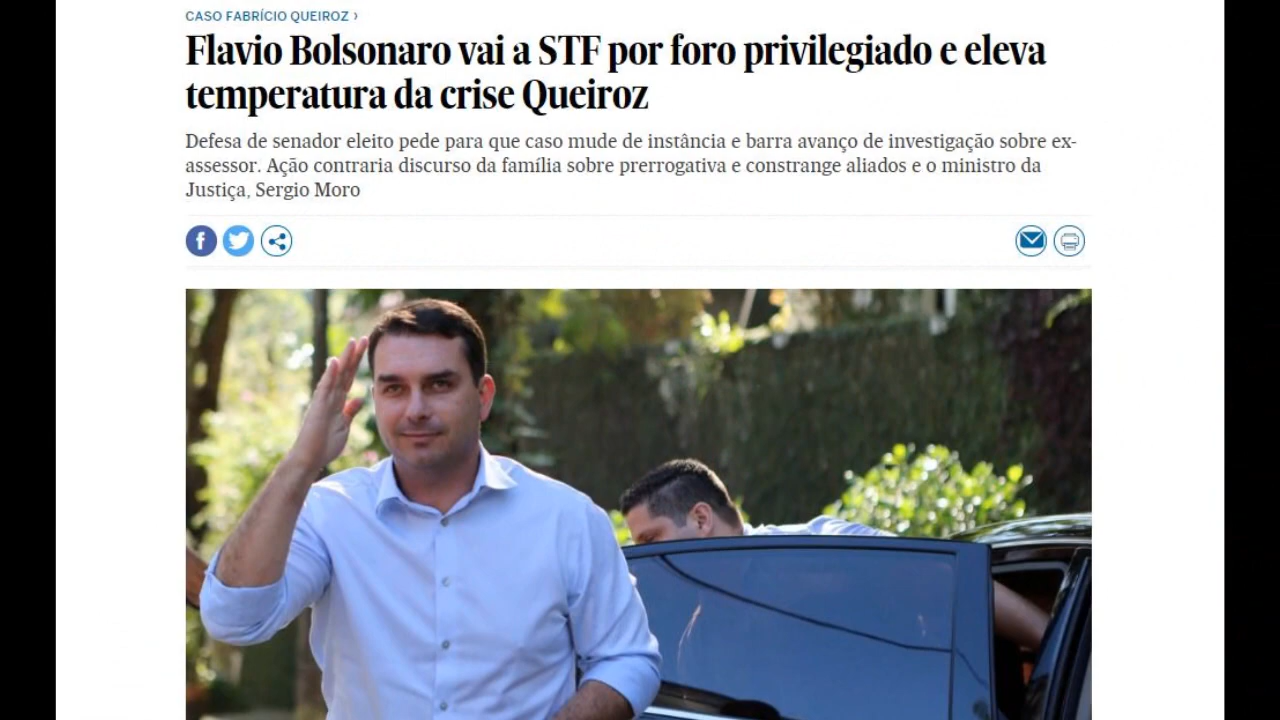 CASO FABRÍCIO QUEIROZ ›
Flavio Bolsonaro vai a STF por foro privilegiado e eleva
temperatura da crise Queiroz
Defesa de senador eleito pede para que caso mude de instância e barra avanço de investigação sobre ex-
assessor. Ação contraria discurso da família sobre prerrogativa e constrange aliados e o ministro da
Justiça, Sergio Moro